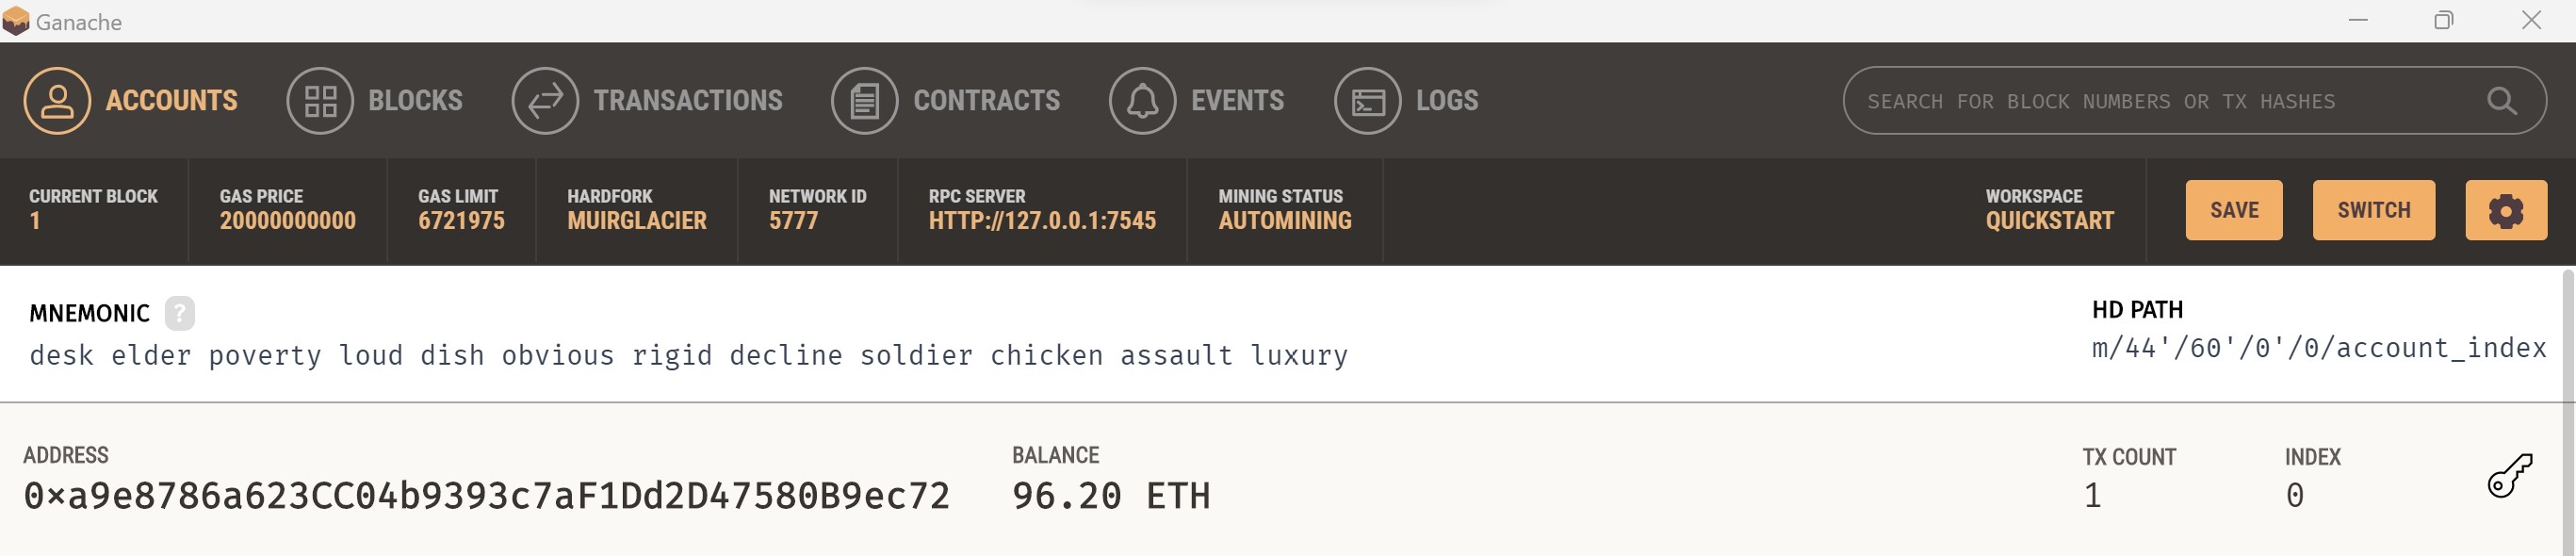 Ganache
ACCOUNTS BLOCKS TRANSACTIONS CONTRACTS EVENTS LOGS SEARCH FOR BLOCK NUMBERS OR TX HASHES
CURRENT BLOCK GAS PRICE GAS LIMIT HARDFORK NETWORK ID RPC SERVER MINING STATUS WORKSPACE
1 20000000000 6721975 MUIRGLACIER 5777 HTTP://127.0.0.1:7545 AUTOMINING QUICKSTART SAVE SWITCH
MNEMONIC ? HD PATH
desk elder poverty loud dish obvious rigid decline soldier chicken assault luxury m/44'/60'/0'/0/account_index
ADDRESS BALANCE TX COUNT INDEX
0×a9e8786a623CC04b9393c7aF1Dd2D47580B9ec72 96.20 ETH 1 0